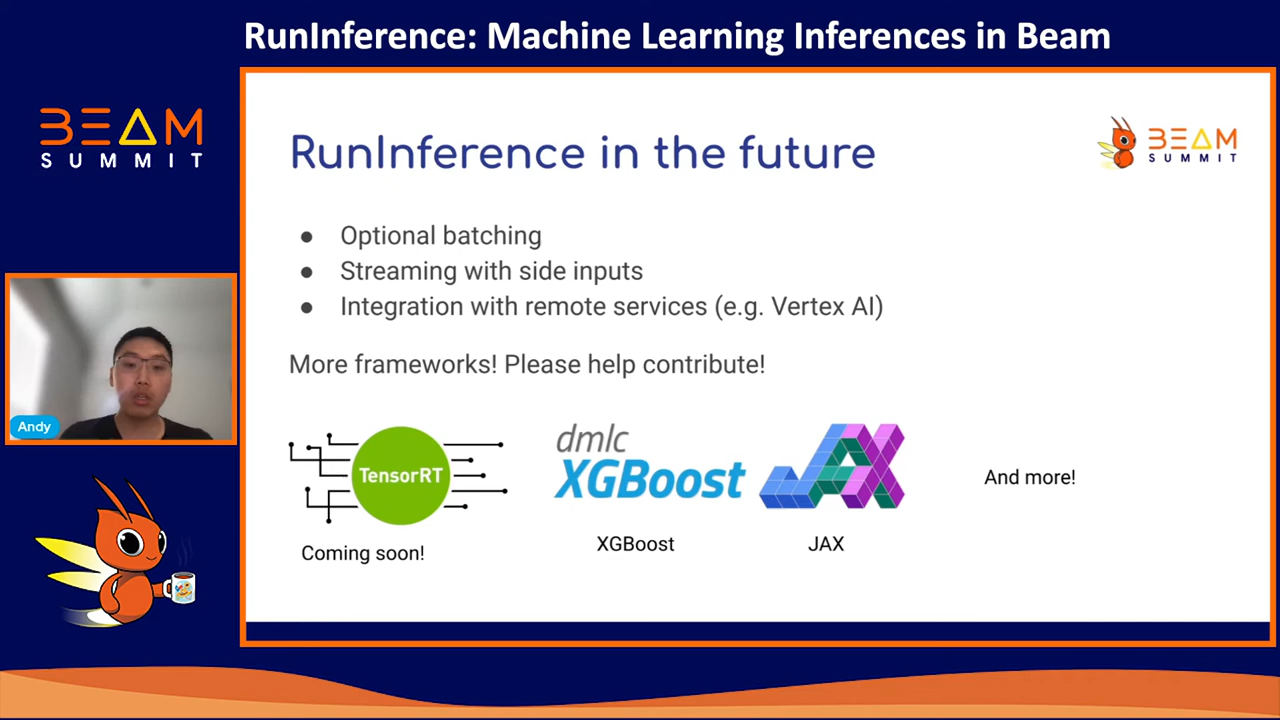 RunInference: Machine Learning Inferences in Beam
BEAM
SUMMIT
RunInference in the future
BEAM
SUMMIT
● Optional batching
● Streaming with side inputs
● Integration with remote services (e.g. Vertex AI)
More frameworks! Please help contribute!
Andy
TensorRT
dmlc
XGBoost
JAX
And more!
Coming soon!
XGBoost
JAX